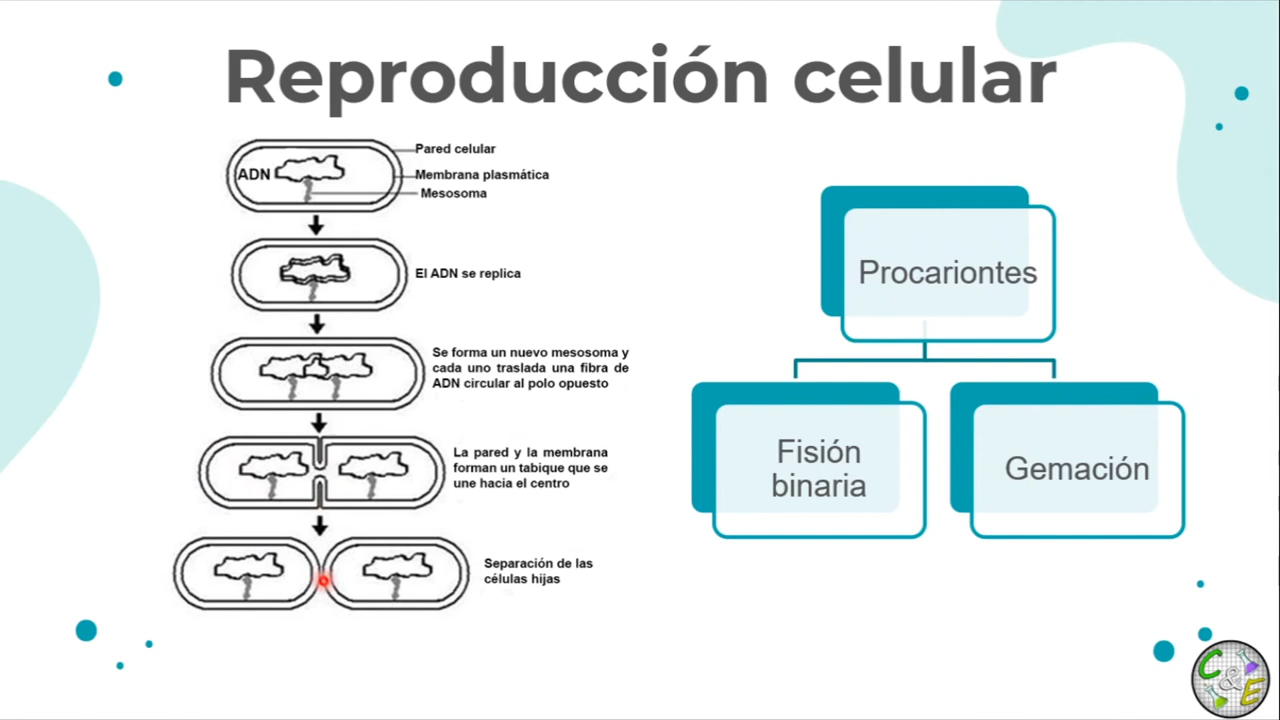 Reproducción celular
Pared celular
ADN
Membrana plasmática
Mesosoma
El ADN se replica
Se forma un nuevo mesosoma y
cada uno traslada una fibra de
ADN circular al polo opuesto
La pared y la membrana
forman un tabique que se
une hacia el centro
Separación de las
células hijas
Procariontes
Fisión
binaria
Gemación
C&E